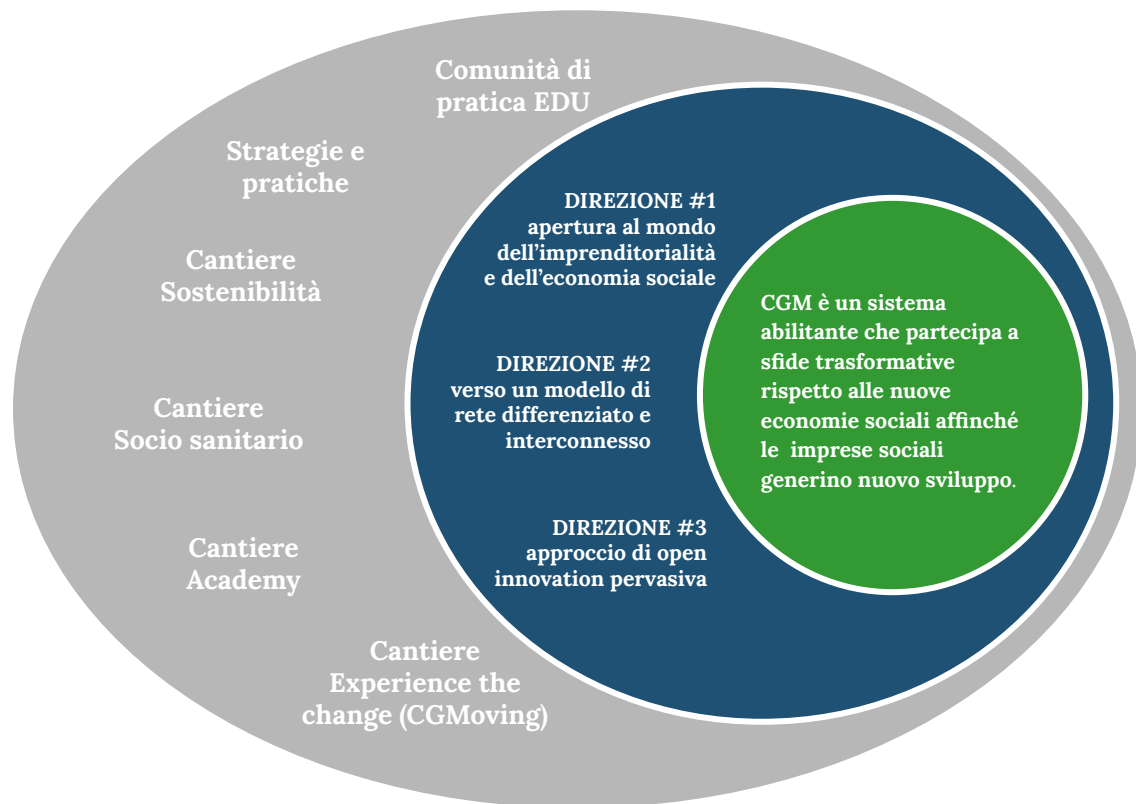 Comunità di
pratica EDU
Strategie e
pratiche
Cantiere
Sostenibilità
Cantiere
Socio sanitario
Cantiere
Academy
Cantiere
Experience the
change (CGMoving)
DIREZIONE #1
apertura al mondo
dell’imprenditorialità
e dell’economia sociale
DIREZIONE #2
verso un modello di
rete differenziato e
interconnesso
DIREZIONE #3
approccio di open
innovation pervasiva
CGM è un sistema
abilitante che partecipa a
sfide trasformative
rispetto alle nuove
economie sociali affinché
le imprese sociali
generino nuovo sviluppo.